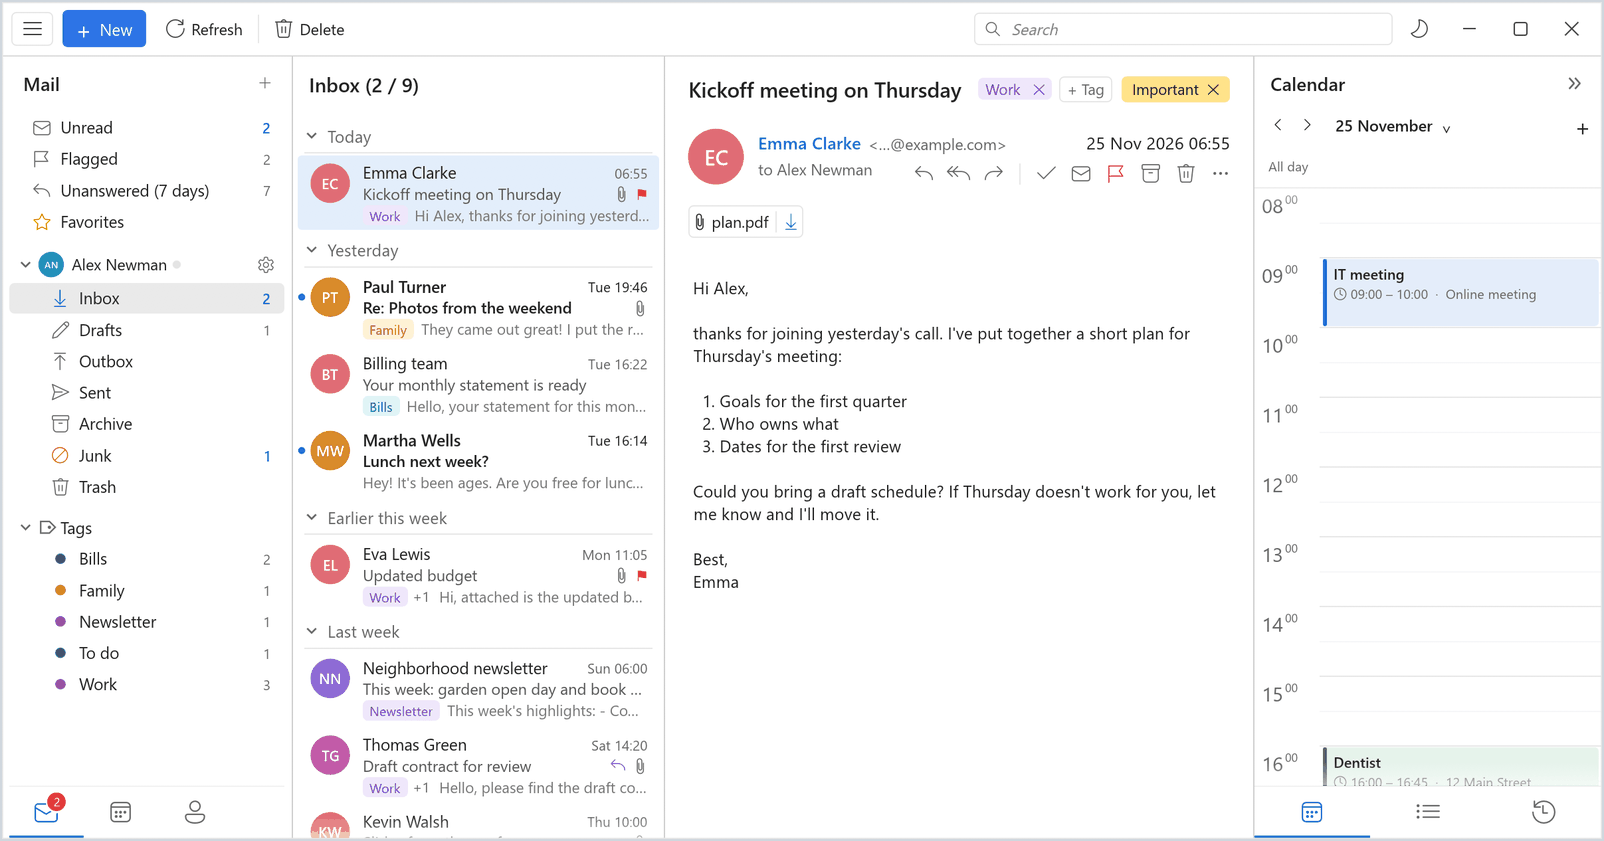 New
Refresh
Delete
Search
Mail
Unread 2
Flagged 2
Unanswered (7 days) 7
Favorites
AN Alex Newman
Inbox 2
Drafts 1
Outbox
Sent
Archive
Junk 1
Trash
Tags
Bills 2
Family 1
Newsletter 1
To do 1
Work 3
2
Inbox (2 / 9)
Today
EC
Emma Clarke 06:55
Kickoff meeting on Thursday
Work Hi Alex, thanks for joining yesterd...
Yesterday
PT
Paul Turner Tue 19:46
Re: Photos from the weekend
Family They came out great! I put the r...
BT
Billing team Tue 16:22
Your monthly statement is ready
Bills Hello, your statement for this mon...
MW
Martha Wells Tue 16:14
Lunch next week?
Hey! It's been ages. Are you free for lunc...
Earlier this week
EL
Eva Lewis Mon 11:05
Updated budget
Work +1 Hi, attached is the updated b...
Last week
NN
Neighborhood newsletter Sun 06:00
This week: garden open day and book ...
Newsletter This week's highlights: - Co...
TG
Thomas Green Sat 14:20
Draft contract for review
Work +1 Hello, please find the draft co...
KW
Kevin Walsh Thu 10:00
Kickoff meeting on Thursday Work + Tag Important
EC
Emma Clarke <...@example.com> 25 Nov 2026 06:55
to Alex Newman
plan.pdf
Hi Alex,
thanks for joining yesterday's call. I've put together a short plan for
Thursday's meeting:
1. Goals for the first quarter
2. Who owns what
3. Dates for the first review
Could you bring a draft schedule? If Thursday doesn't work for you, let
me know and I'll move it.
Best,
Emma
Calendar
25 November
All day
08 00
09 00
IT meeting
09:00 – 10:00 · Online meeting
10 00
11 00
12 00
13 00
14 00
15 00
16 00
Dentist
16:00 – 16:45 · 12 Main Street